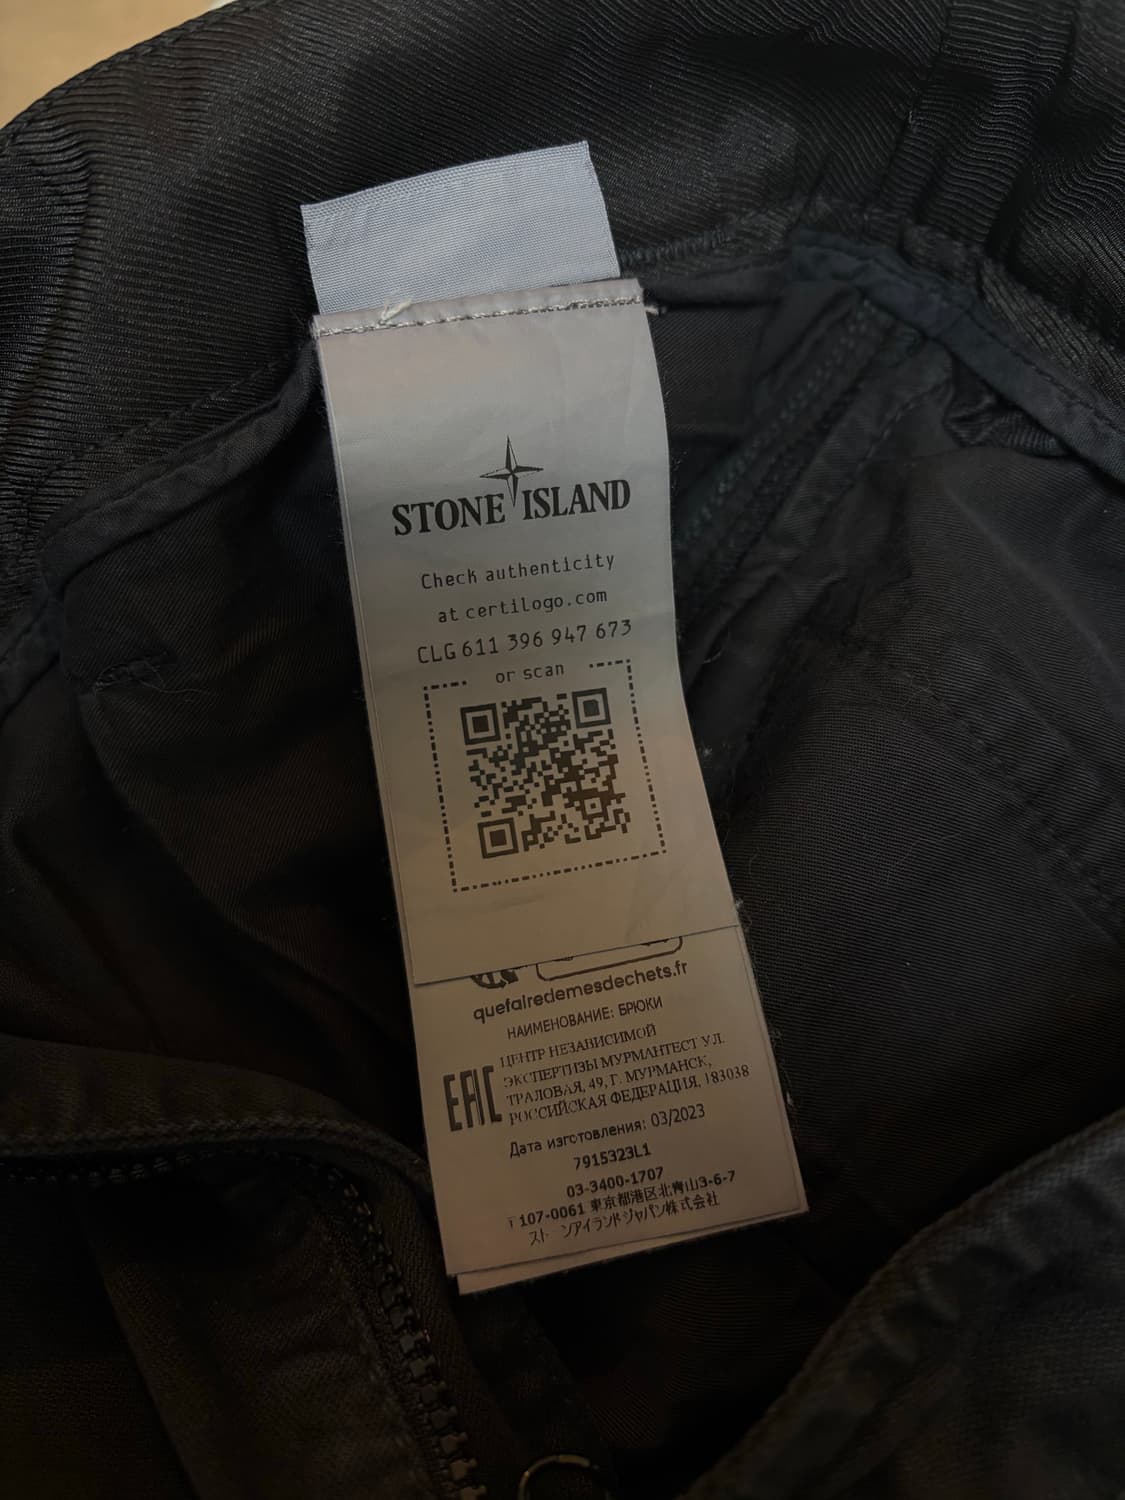 STONE ISLAND
Check authenticity
at certilogo.com
CLG 611 396 947 673
or scan
quefairedemesdechets.fr
НАИМЕНОВАНИЕ: БРЮКИ
EAC
ЦЕНТР НЕЗАВИСИМОЙ
ЭКСПЕРТИЗЫ МУРМАНТЕСТ УЛ.
ТРАЛОВАЯ, 49, Г. МУРМАНСК,
РОССИЙСКАЯ ФЕДЕРАЦИЯ, 183038
Дата изготовления: 03/2023
7915323L1
03-3400-1707
〒107-0061 東京都港区北青山3-6-7
ストーンアイランドジャパン株式会社